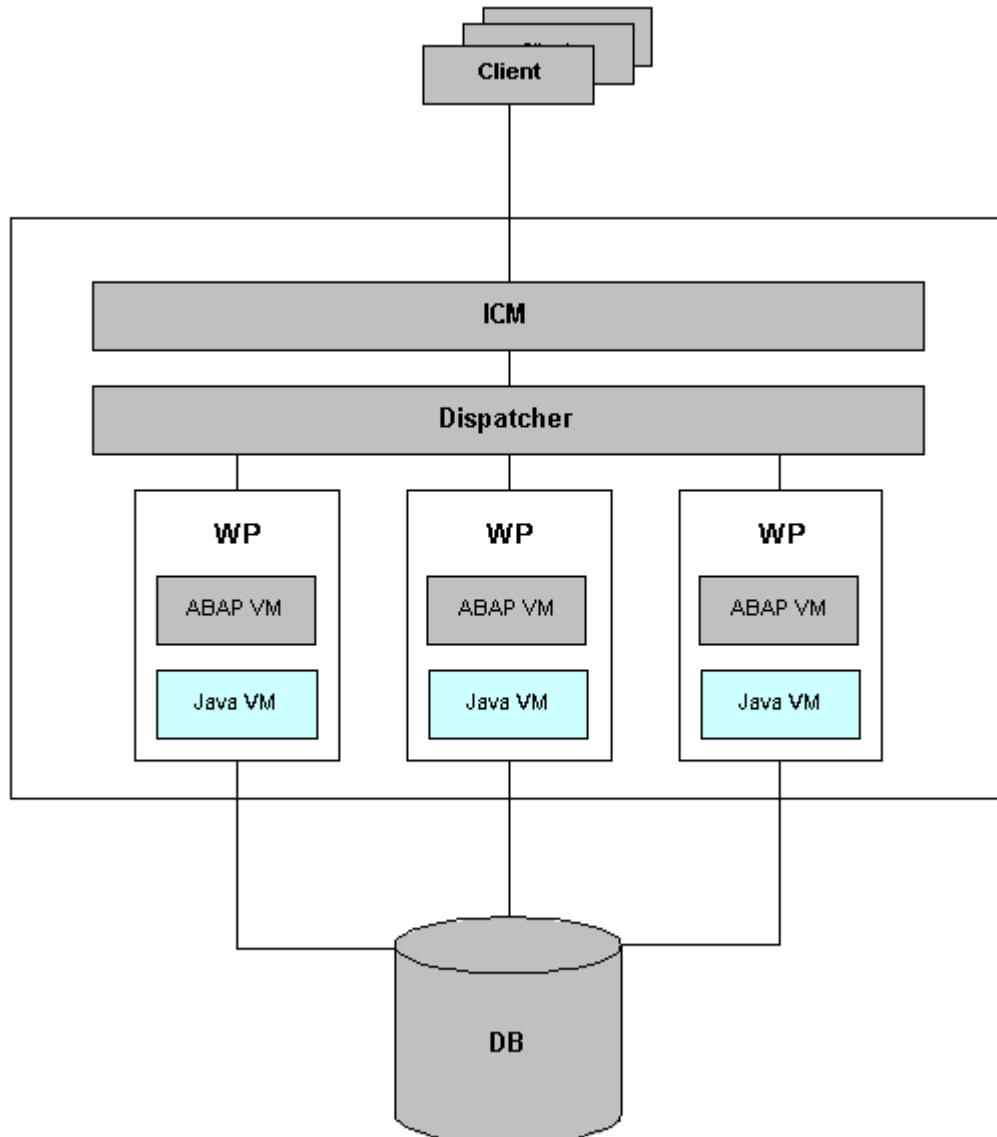 Client
ICM
Dispatcher
WP
WP
WP
ABAP VM
ABAP VM
ABAP VM
Java VM
Java VM
Java VM
DB